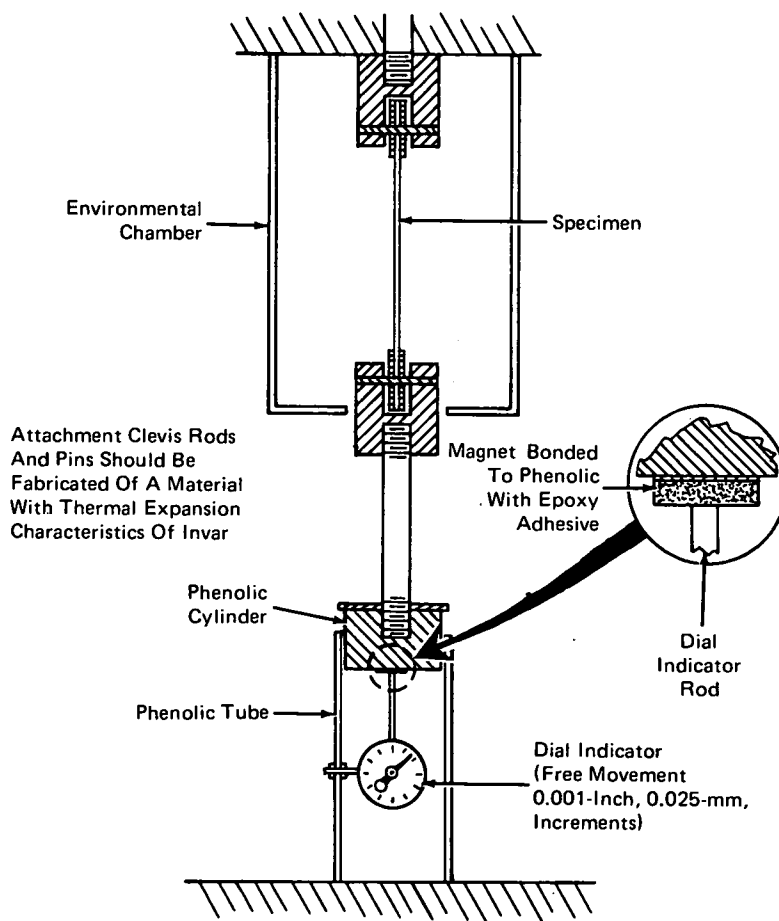 Environmental
Chamber
Specimen
Attachment Clevis Rods
And Pins Should Be
Fabricated Of A Material
With Thermal Expansion
Characteristics Of Invar
Magnet Bonded
To Phenolic
With Epoxy
Adhesive
Phenolic
Cylinder
Dial
Indicator
Rod
Phenolic Tube
Dial Indicator
(Free Movement
0.001-Inch, 0.025-mm,
Increments)